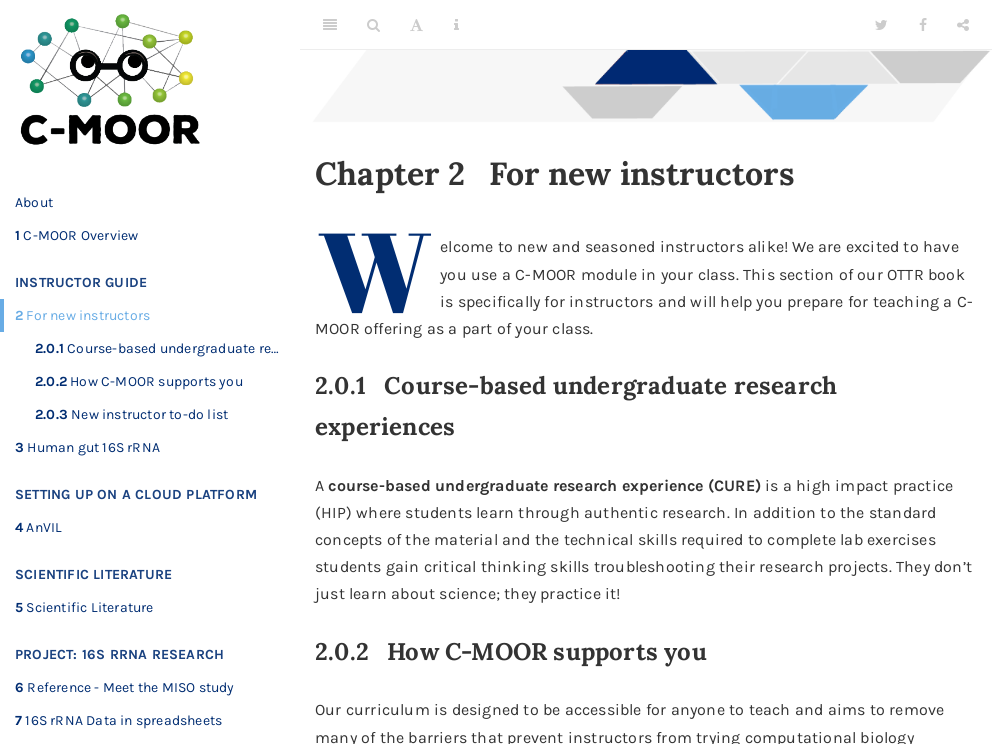 C-MOOR
About
1 C-MOOR Overview
INSTRUCTOR GUIDE
2 For new instructors
2.0.1 Course-based undergraduate re…
2.0.2 How C-MOOR supports you
2.0.3 New instructor to-do list
3 Human gut 16S rRNA
SETTING UP ON A CLOUD PLATFORM
4 AnVIL
SCIENTIFIC LITERATURE
5 Scientific Literature
PROJECT: 16S RRNA RESEARCH
6 Reference - Meet the MISO study
7 16S rRNA Data in spreadsheets
A
Chapter 2 For new instructors
Welcome to new and seasoned instructors alike! We are excited to have
you use a C-MOOR module in your class. This section of our OTTR book
is specifically for instructors and will help you prepare for teaching a C-
MOOR offering as a part of your class.
2.0.1 Course-based undergraduate research
experiences
A course-based undergraduate research experience (CURE) is a high impact practice
(HIP) where students learn through authentic research. In addition to the standard
concepts of the material and the technical skills required to complete lab exercises
students gain critical thinking skills troubleshooting their research projects. They don’t
just learn about science; they practice it!
2.0.2 How C-MOOR supports you
Our curriculum is designed to be accessible for anyone to teach and aims to remove
many of the barriers that prevent instructors from trying computational biology